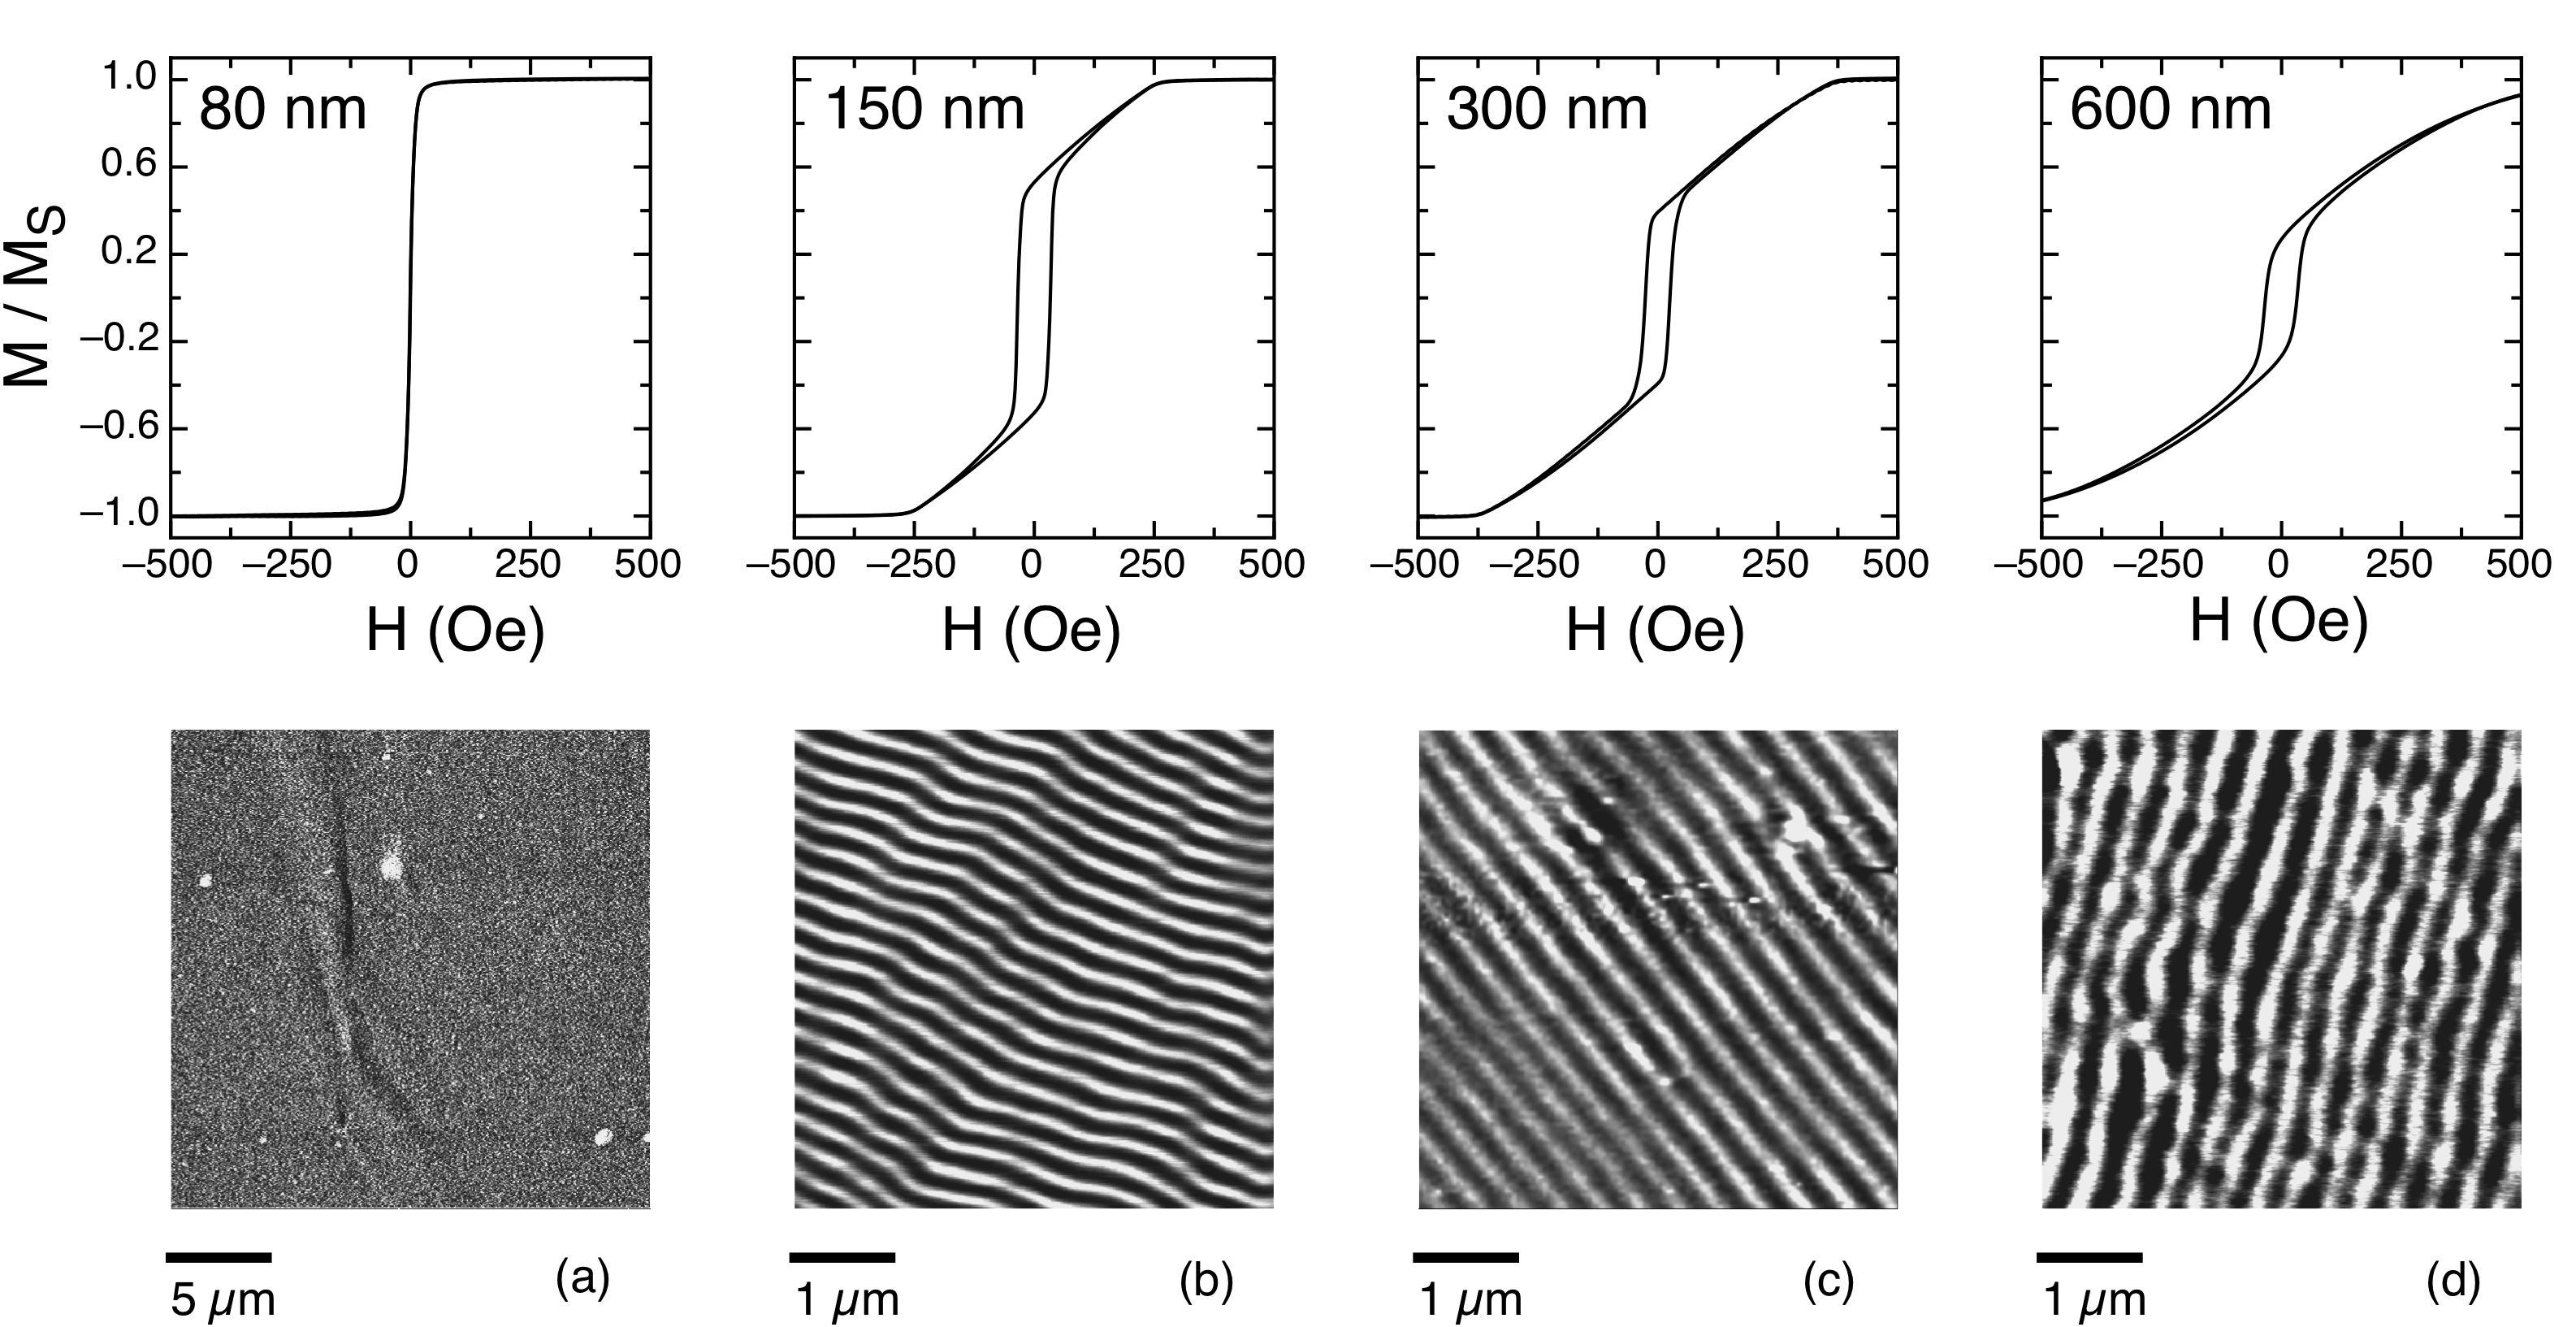 80 nm
150 nm
300 nm
600 nm
M / MS
1.0
0.6
0.2
–0.2
–0.6
–1.0
–500 –250 0 250 500
–500 –250 0 250 500
–500 –250 0 250 500
–500 –250 0 250 500
H (Oe)
H (Oe)
H (Oe)
H (Oe)
5 μm
(a)
1 μm
(b)
1 μm
(c)
1 μm
(d)